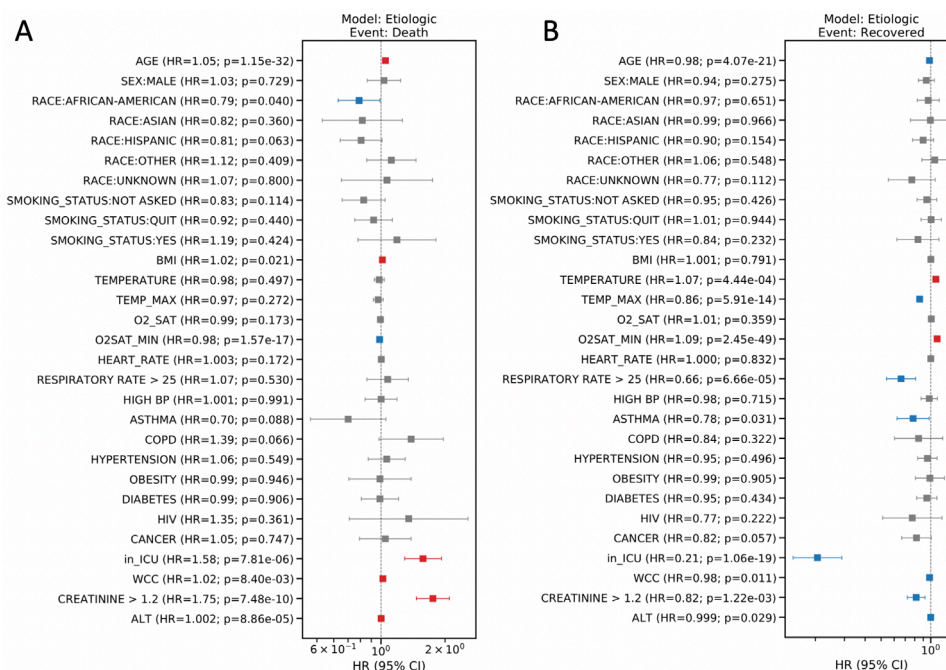 A
Model: Etiologic
Event: Death
AGE (HR=1.05; p=1.15e-32)
SEX:MALE (HR=1.03; p=0.729)
RACE:AFRICAN-AMERICAN (HR=0.79; p=0.040)
RACE:ASIAN (HR=0.82; p=0.360)
RACE:HISPANIC (HR=0.81; p=0.063)
RACE:OTHER (HR=1.12; p=0.409)
RACE:UNKNOWN (HR=1.07; p=0.800)
SMOKING_STATUS:NOT ASKED (HR=0.83; p=0.114)
SMOKING_STATUS:QUIT (HR=0.92; p=0.440)
SMOKING_STATUS:YES (HR=1.19; p=0.424)
BMI (HR=1.02; p=0.021)
TEMPERATURE (HR=0.98; p=0.497)
TEMP_MAX (HR=0.97; p=0.272)
O2_SAT (HR=0.99; p=0.173)
O2SAT_MIN (HR=0.98; p=1.57e-17)
HEART_RATE (HR=1.003; p=0.172)
RESPIRATORY RATE > 25 (HR=1.07; p=0.530)
HIGH BP (HR=1.001; p=0.991)
ASTHMA (HR=0.70; p=0.088)
COPD (HR=1.39; p=0.066)
HYPERTENSION (HR=1.06; p=0.549)
OBESITY (HR=0.99; p=0.946)
DIABETES (HR=0.99; p=0.906)
HIV (HR=1.35; p=0.361)
CANCER (HR=1.05; p=0.747)
in_ICU (HR=1.58; p=7.81e-06)
WCC (HR=1.02; p=8.40e-03)
CREATININE > 1.2 (HR=1.75; p=7.48e-10)
ALT (HR=1.002; p=8.86e-05)
6 × 10⁻¹ 10⁰ 2 × 10⁰
HR (95% CI)
B
Model: Etiologic
Event: Recovered
AGE (HR=0.98; p=4.07e-21)
SEX:MALE (HR=0.94; p=0.275)
RACE:AFRICAN-AMERICAN (HR=0.97; p=0.651)
RACE:ASIAN (HR=0.99; p=0.966)
RACE:HISPANIC (HR=0.90; p=0.154)
RACE:OTHER (HR=1.06; p=0.548)
RACE:UNKNOWN (HR=0.77; p=0.112)
SMOKING_STATUS:NOT ASKED (HR=0.95; p=0.426)
SMOKING_STATUS:QUIT (HR=1.01; p=0.944)
SMOKING_STATUS:YES (HR=0.84; p=0.232)
BMI (HR=1.001; p=0.791)
TEMPERATURE (HR=1.07; p=4.44e-04)
TEMP_MAX (HR=0.86; p=5.91e-14)
O2_SAT (HR=1.01; p=0.359)
O2SAT_MIN (HR=1.09; p=2.45e-49)
HEART_RATE (HR=1.000; p=0.832)
RESPIRATORY RATE > 25 (HR=0.66; p=6.66e-05)
HIGH BP (HR=0.98; p=0.715)
ASTHMA (HR=0.78; p=0.031)
COPD (HR=0.84; p=0.322)
HYPERTENSION (HR=0.95; p=0.496)
OBESITY (HR=0.99; p=0.905)
DIABETES (HR=0.95; p=0.434)
HIV (HR=0.77; p=0.222)
CANCER (HR=0.82; p=0.057)
in_ICU (HR=0.21; p=1.06e-19)
WCC (HR=0.98; p=0.011)
CREATININE > 1.2 (HR=0.82; p=1.22e-03)
ALT (HR=0.999; p=0.029)
10⁰
HR (95% CI)